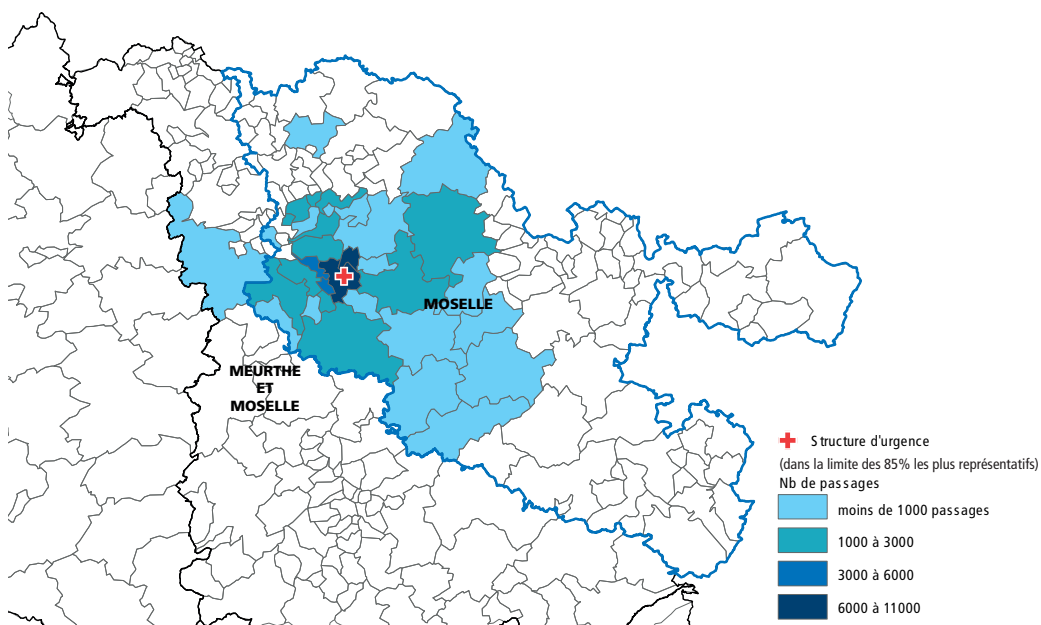 MOSELLE
MEURTHE
ET
MOSELLE
Structure d'urgence
(dans la limite des 85% les plus représentatifs)
Nb de passages
moins de 1000 passages
1000 à 3000
3000 à 6000
6000 à 11000